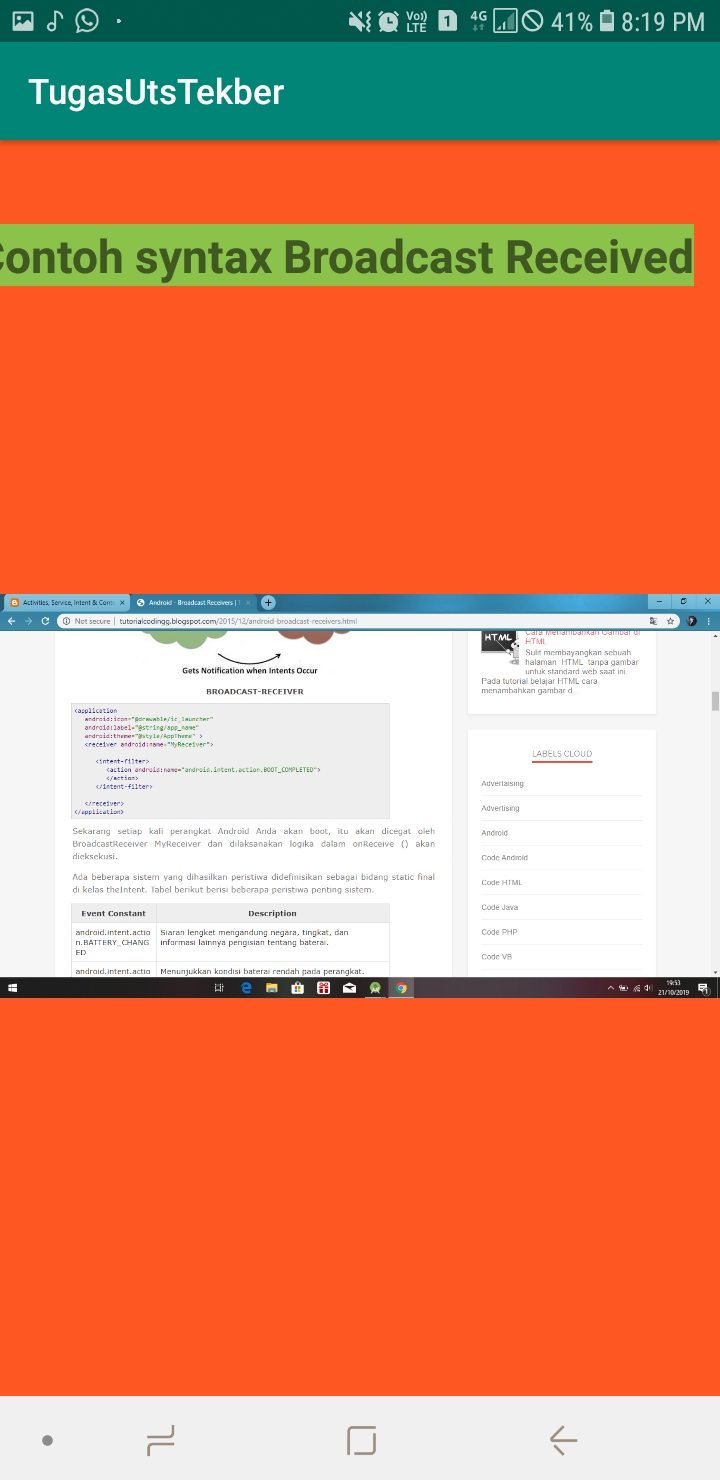 Vo))
LTE
1
4G
41%
8:19 PM
TugasUtsTekber
Contoh syntax Broadcast Received
Activities, Service, Intent & Cont
Android - Broadcast Receivers | T
Not secure | tutorialcodingg.blogspot.com/2015/12/android-broadcast-receivers.html
Gets Notification when Intents Occur
BROADCAST-RECEIVER
<application
android:icon="@drawable/ic_launcher"
android:label="@string/app_name"
android:theme="@style/AppTheme" >
<receiver android:name="MyReceiver">
<intent-filter>
<action android:name="android.intent.action.BOOT_COMPLETED">
</action>
</intent-filter>
</receiver>
</application>
Sekarang setiap kali perangkat Android Anda akan boot, itu akan dicegat oleh
BroadcastReceiver MyReceiver dan dilaksanakan logika dalam onReceive () akan
dieksekusi.
Ada beberapa sistem yang dihasilkan peristiwa didefinisikan sebagai bidang static final
di kelas theIntent. Tabel berikut berisi beberapa peristiwa penting sistem.
Event Constant
Description
android.intent.actio
n.BATTERY_CHANG
ED
Siaran lengket mengandung negara, tingkat, dan
informasi lainnya pengisian tentang baterai.
android.intent.actio
Menunjukkan kondisi baterai rendah pada perangkat.
HTML
Cara Menambahkan Gambar di
HTML
Sulit membayangkan sebuah
halaman HTML tanpa gambar
untuk standard web saat ini.
Pada tutorial belajar HTML cara
menambahkan gambar d...
LABELS CLOUD
Advertaising
Advertising
Android
Code Android
Code HTML
Code Java
Code PHP
Code VB
19:53
21/10/2019